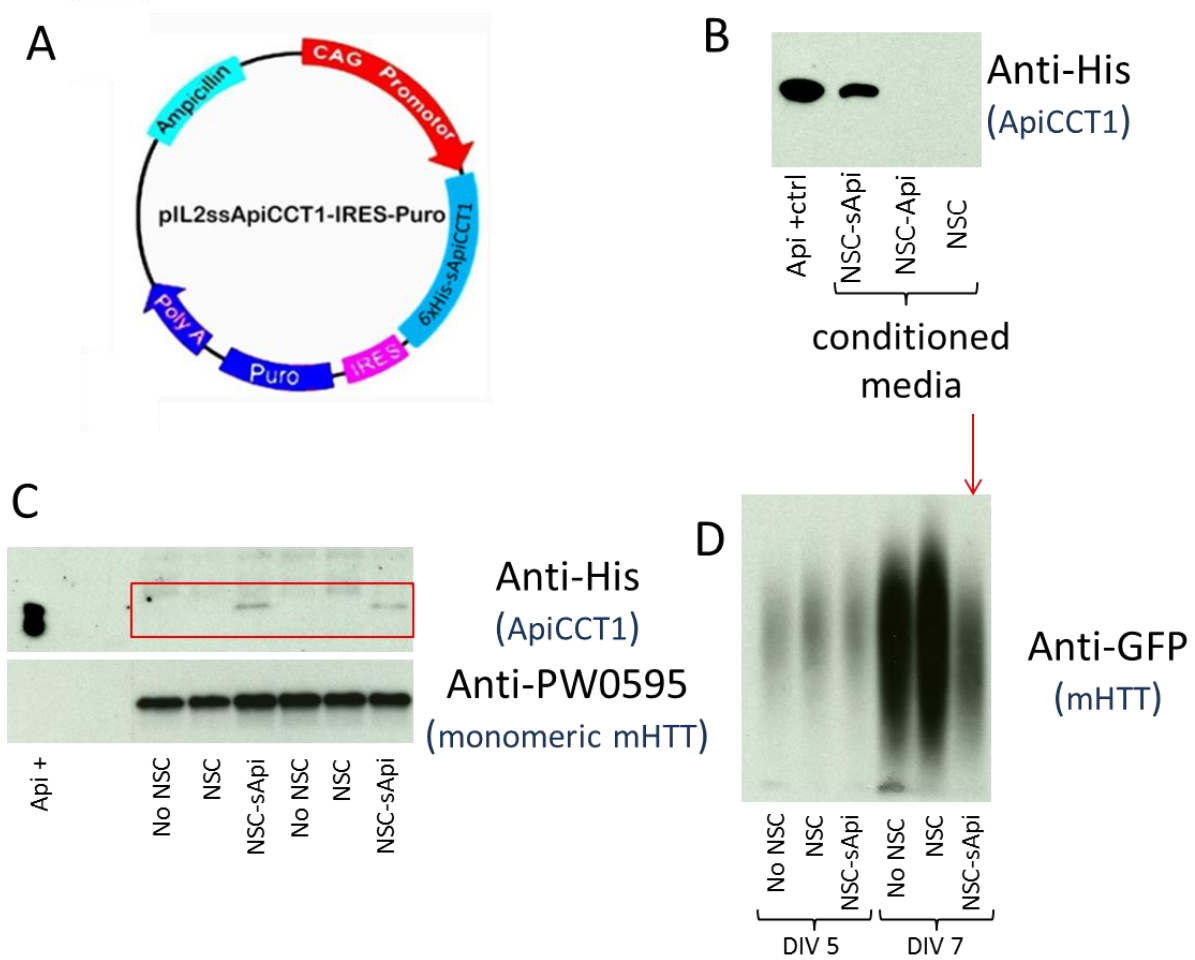 A
Ampicillin
CAG Promotor
pIL2ssApiCCT1-IRES-Puro
6xHis-sApiCCT1
IRES
Puro
Poly A
B
Anti-His
(ApiCCT1)
Api +ctrl
NSC-sApi
NSC-Api
NSC
conditioned
media
C
Anti-His
(ApiCCT1)
Anti-PW0595
(monomeric mHTT)
Api +
No NSC
NSC
NSC-sApi
No NSC
NSC
NSC-sApi
D
Anti-GFP
(mHTT)
No NSC
NSC
NSC-sApi
No NSC
NSC
NSC-sApi
DIV 5
DIV 7